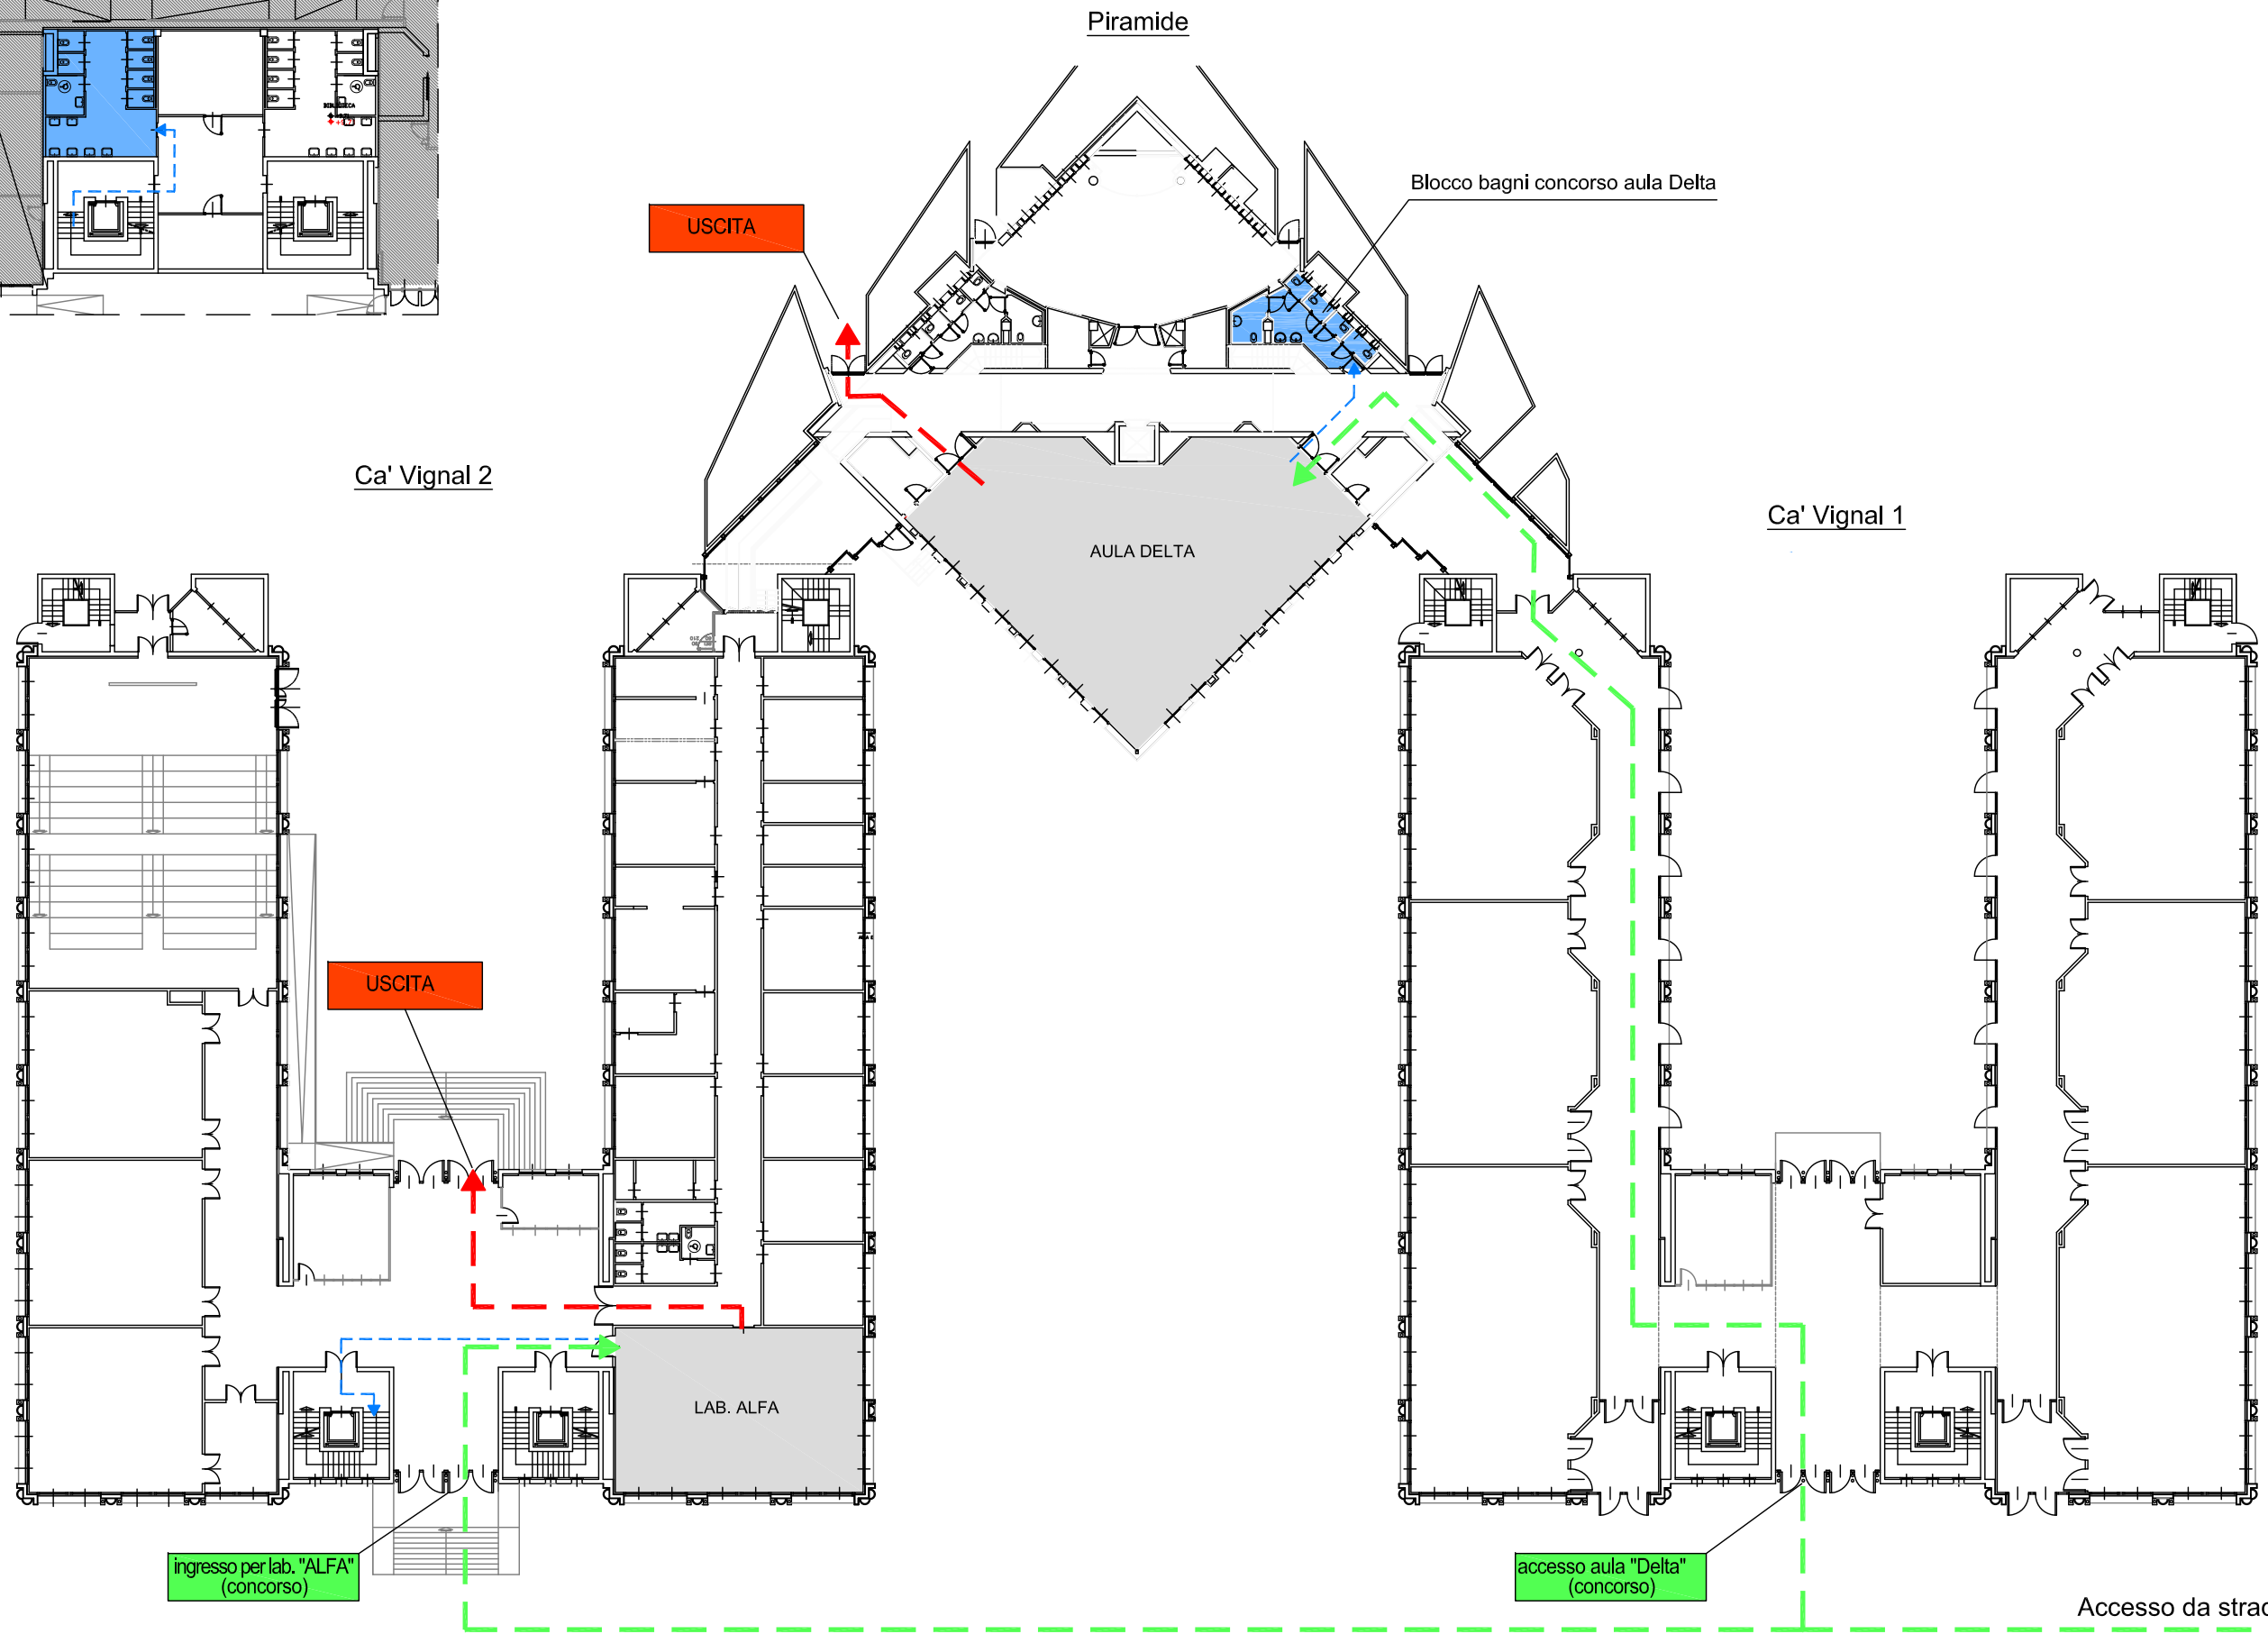 Piramide
BIBLIOTECA
Blocco bagni concorso aula Delta
USCITA
Ca' Vignal 2
Ca' Vignal 1
AULA DELTA
USCITA
LAB. ALFA
ingresso per lab. "ALFA"
(concorso)
accesso aula "Delta"
(concorso)
Accesso da strad